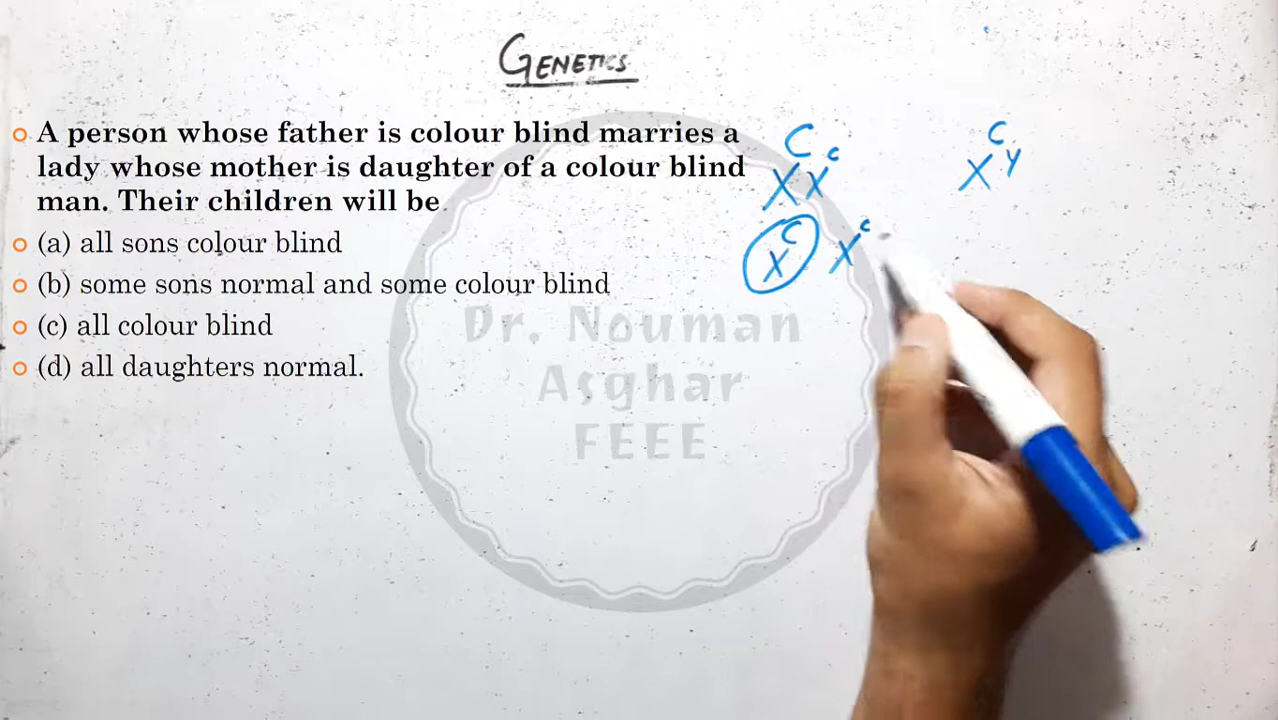 GENETICS
A person whose father is colour blind marries a
lady whose mother is daughter of a colour blind
man. Their children will be
(a) all sons colour blind
(b) some sons normal and some colour blind
(c) all colour blind
(d) all daughters normal.
X^C X^c
X^C Y
X^C X^c
Dr. Nouman
Asghar
FEEE